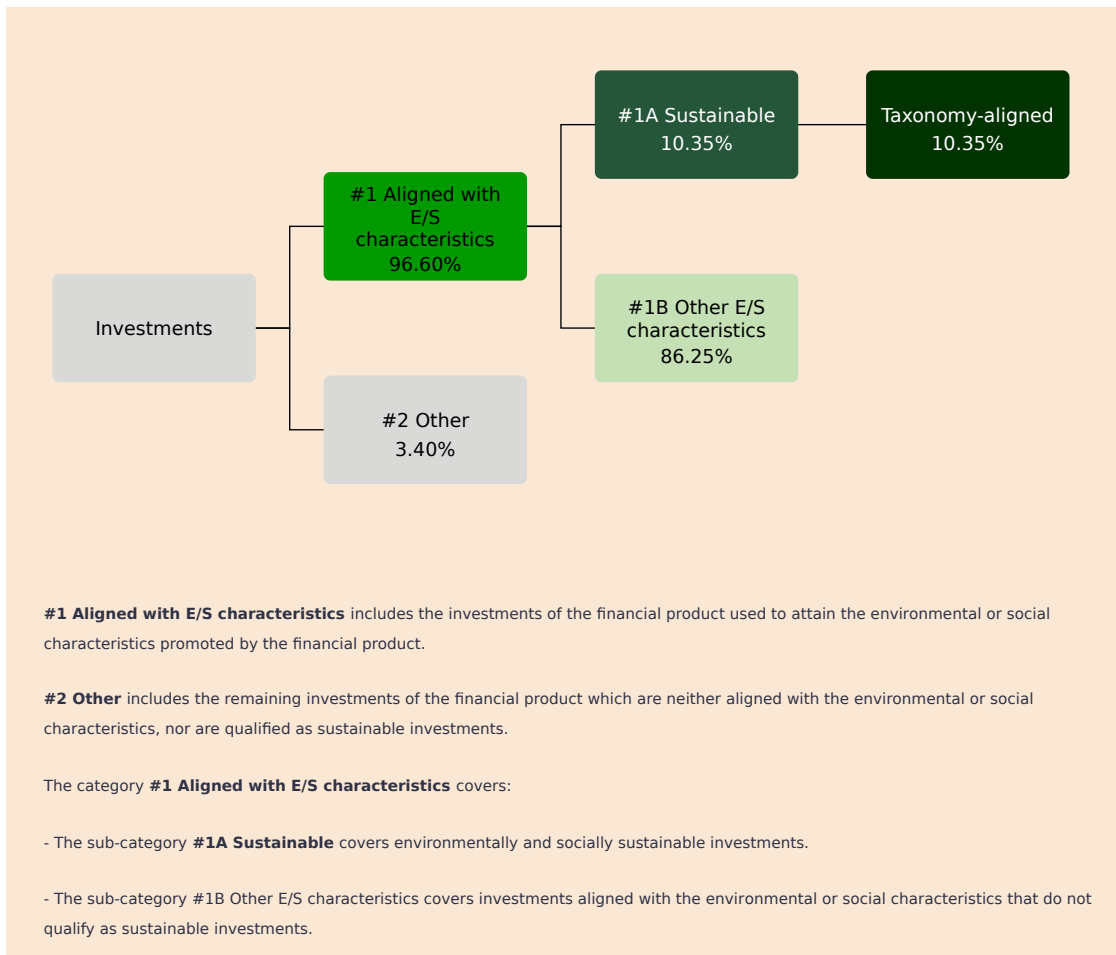 #1A Sustainable
10.35%
Taxonomy-aligned
10.35%
#1 Aligned with
E/S
characteristics
96.60%
Investments
#1B Other E/S
characteristics
86.25%
#2 Other
3.40%
#1 Aligned with E/S characteristics includes the investments of the financial product used to attain the environmental or social
characteristics promoted by the financial product.
#2 Other includes the remaining investments of the financial product which are neither aligned with the environmental or social
characteristics, nor are qualified as sustainable investments.
The category #1 Aligned with E/S characteristics covers:
- The sub-category #1A Sustainable covers environmentally and socially sustainable investments.
- The sub-category #1B Other E/S characteristics covers investments aligned with the environmental or social characteristics that do not
qualify as sustainable investments.